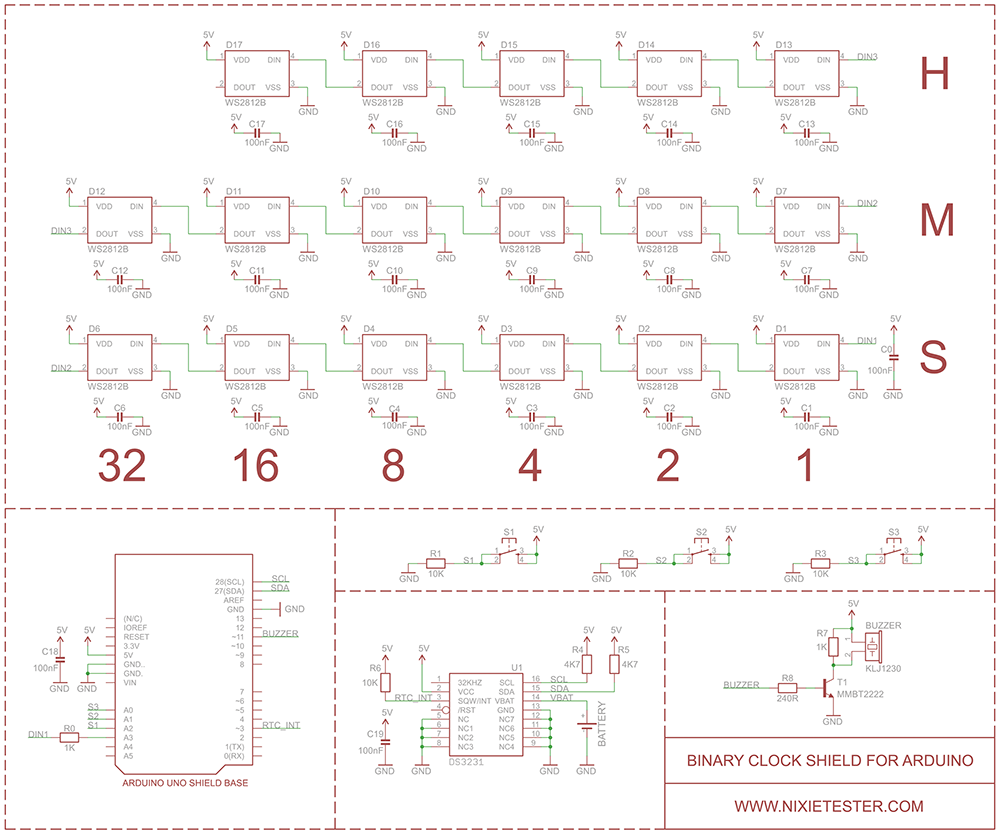 5V 5V 5V 5V 5V
D17 D16 D15 D14 D13
1 VDD DIN 4 1 VDD DIN 4 1 VDD DIN 4 1 VDD DIN 4 1 VDD DIN 4 DIN3
H
2 DOUT VSS 3 2 DOUT VSS 3 2 DOUT VSS 3 2 DOUT VSS 3 2 DOUT VSS 3
WS2812B GND WS2812B GND WS2812B GND WS2812B GND WS2812B GND
5V C17 5V C16 5V C15 5V C14 5V C13
100nF GND 100nF GND 100nF GND 100nF GND 100nF GND
5V 5V 5V 5V 5V 5V
D12 D11 D10 D9 D8 D7
1 VDD DIN 4 1 VDD DIN 4 1 VDD DIN 4 1 VDD DIN 4 1 VDD DIN 4 1 VDD DIN 4 DIN2
M
DIN3 2 DOUT VSS 3 2 DOUT VSS 3 2 DOUT VSS 3 2 DOUT VSS 3 2 DOUT VSS 3 2 DOUT VSS 3
WS2812B GND WS2812B GND WS2812B GND WS2812B GND WS2812B GND WS2812B GND
5V C12 5V C11 5V C10 5V C9 5V C8 5V C7
100nF GND 100nF GND 100nF GND 100nF GND 100nF GND 100nF GND
5V 5V 5V 5V 5V 5V 5V
D6 D5 D4 D3 D2 D1
1 VDD DIN 4 1 VDD DIN 4 1 VDD DIN 4 1 VDD DIN 4 1 VDD DIN 4 1 VDD DIN 4 DIN1
C0
100nF
S
DIN2 2 DOUT VSS 3 2 DOUT VSS 3 2 DOUT VSS 3 2 DOUT VSS 3 2 DOUT VSS 3 2 DOUT VSS 3
WS2812B GND WS2812B GND WS2812B GND WS2812B GND WS2812B GND WS2812B GND GND
5V C6 5V C5 5V C4 5V C3 5V C2 5V C1
100nF GND 100nF GND 100nF GND 100nF GND 100nF GND 100nF GND
32 16 8 4 2 1
28(SCL) SCL
27(SDA) SDA
AREF
GND GND
(N/C) 13
IOREF 12
RESET ~11 BUZZER
3.3V ~10
5V ~9
GND.. 8
GND.
VIN
5V 5V
C18
100nF
GND GND
7
~6
S3 A0 ~5
S2 A1 4
S1 A2 ~3 RTC_INT
DIN1 R0 A3 2
1K A4 1(TX)
A5 0(RX)
ARDUINO UNO SHIELD BASE
S1 5V
R1 S1 1 3
2 4
GND 10K
S2 5V
R2 S2 1 3
2 4
GND 10K
S3 5V
R3 S3 1 3
2 4
GND 10K
5V 5V 5V 5V
R6 R4 R5
10K 4K7 4K7
U1
1 32KHZ SCL 16 SCL
2 VCC SDA 15 SDA
RTC_INT 3 SQW/INT VBAT 14 VBAT
4 /RST GND 13
5 NC NC7 12
6 NC1 NC6 11
7 NC2 NC5 10
8 NC3 NC4 9
DS3231
5V
C19
100nF
GND GND GND GND
+
BATTERY
5V
BUZZER
R7
1K
1
2
KLJ1230
BUZZER R8 T1
240R MMBT2222
GND
BINARY CLOCK SHIELD FOR ARDUINO
WWW.NIXIETESTER.COM